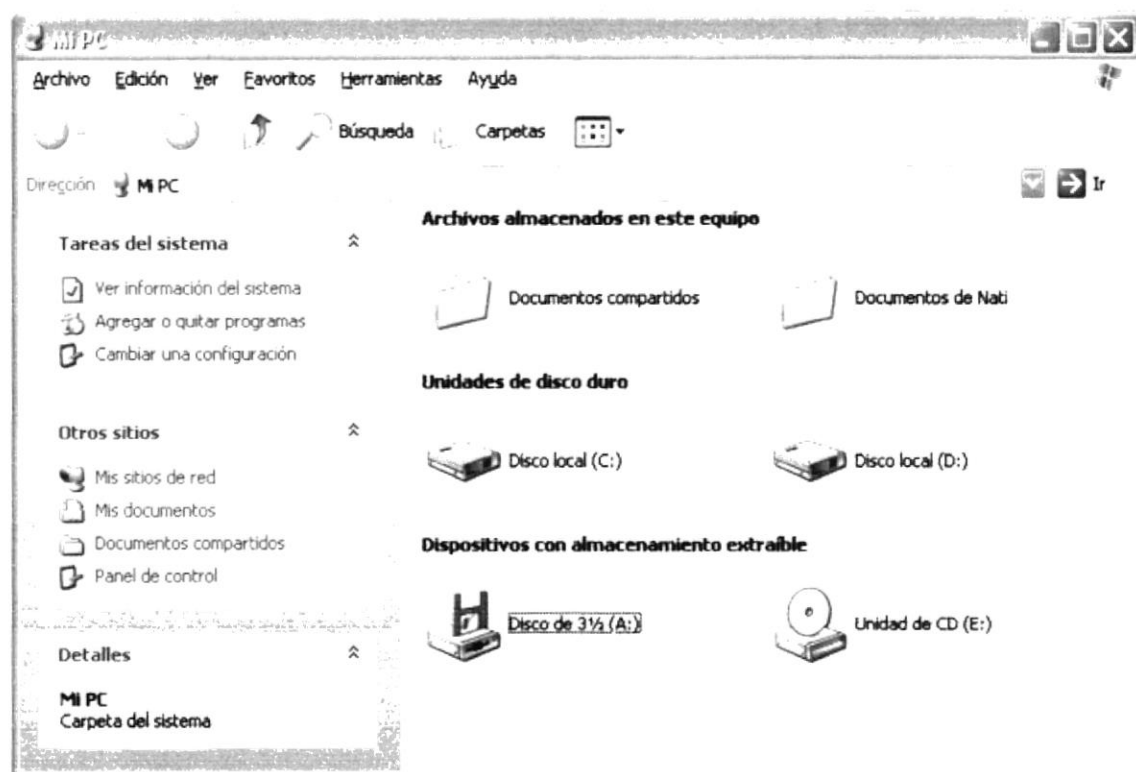 Mi PC
Archivo Edición Ver Favoritos Herramientas Ayuda
Búsqueda Carpetas
Dirección Mi PC Ir
Tareas del sistema
Ver información del sistema
Agregar o quitar programas
Cambiar una configuración
Otros sitios
Mis sitios de red
Mis documentos
Documentos compartidos
Panel de control
Detalles
Mi PC
Carpeta del sistema
Archivos almacenados en este equipo
Documentos compartidos Documentos de Nati
Unidades de disco duro
Disco local (C:) Disco local (D:)
Dispositivos con almacenamiento extraíble
Disco de 3½ (A:) Unidad de CD (E:)